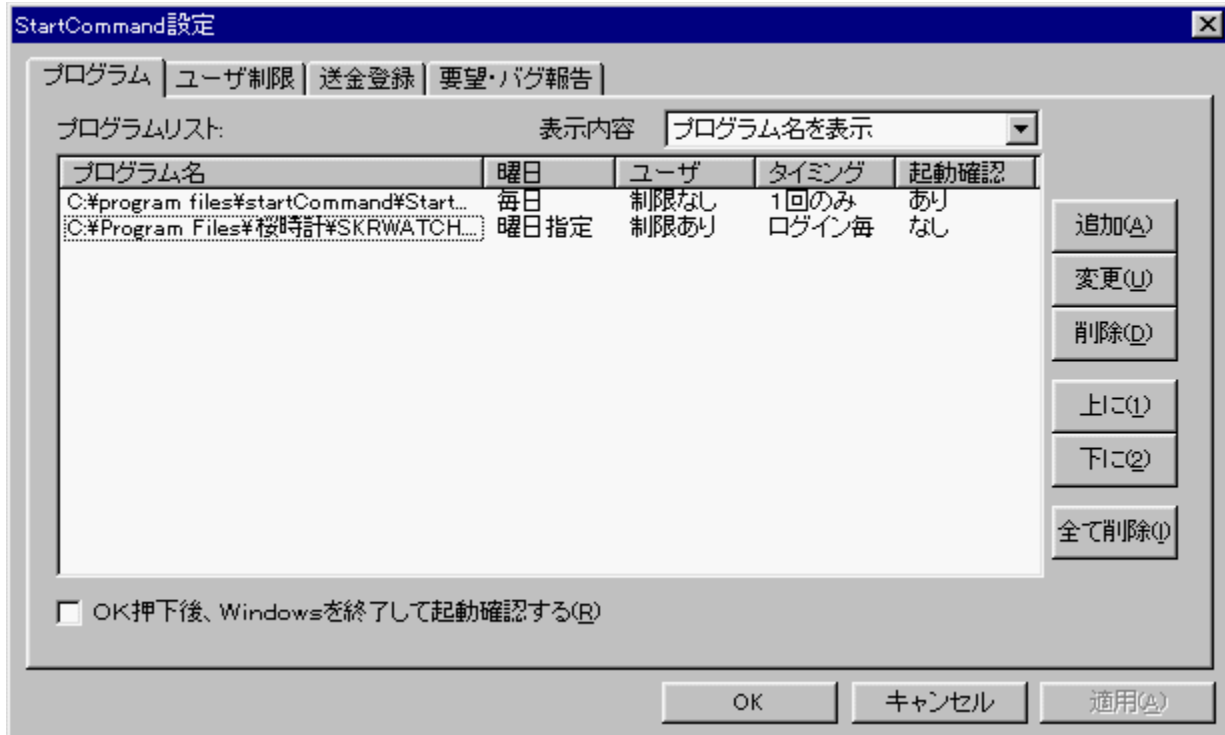 StartCommand設定
プログラム ユーザ制限 送金登録 要望・バグ報告
プログラムリスト: 表示内容 プログラム名を表示
プログラム名 曜日 ユーザ タイミング 起動確認
C:¥program files¥startCommand¥Start... 毎日 制限なし 1回のみ あり
C:¥Program Files¥桜時計¥SKRWATCH... 曜日指定 制限あり ログイン毎 なし
追加(A)
変更(U)
削除(D)
上に(1)
下に(2)
全て削除(I)
OK押下後、Windowsを終了して起動確認する(R)
OK キャンセル 適用(A)